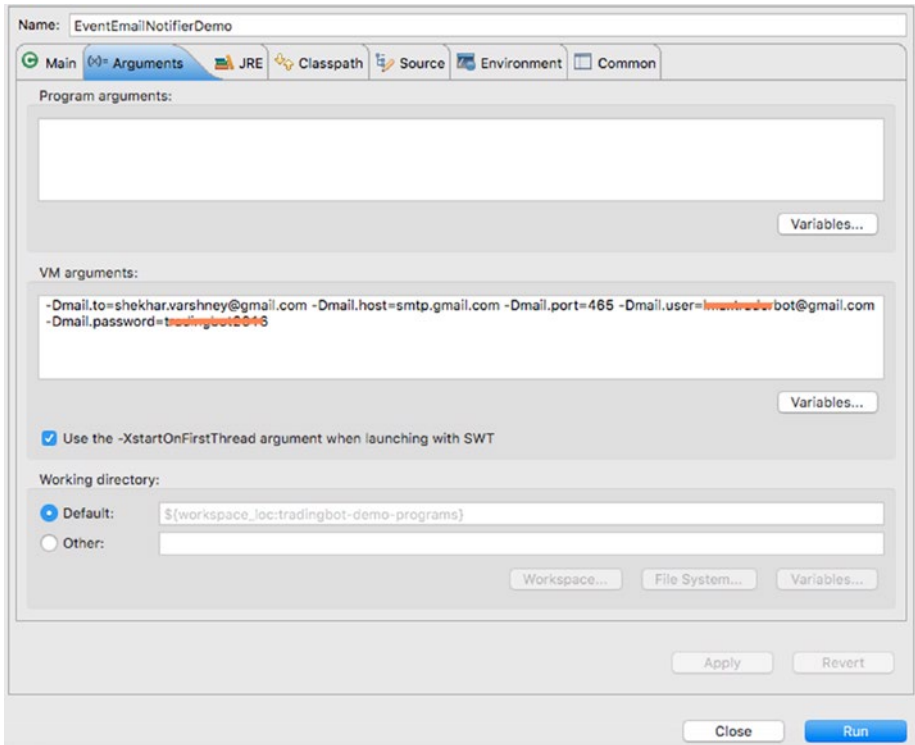 Name: EventEmailNotifierDemo
Main (x)= Arguments JRE Classpath Source Environment Common
Program arguments:
Variables...
VM arguments:
-Dmail.to=shekhar.varshney@gmail.com -Dmail.host=smtp.gmail.com -Dmail.port=465 -Dmail.user= bot@gmail.com
-Dmail.password=
Variables...
Use the -XstartOnFirstThread argument when launching with SWT
Working directory:
Default: ${workspace_loc:tradingbot-demo-programs}
Other:
Workspace... File System... Variables...
Apply Revert
Close Run